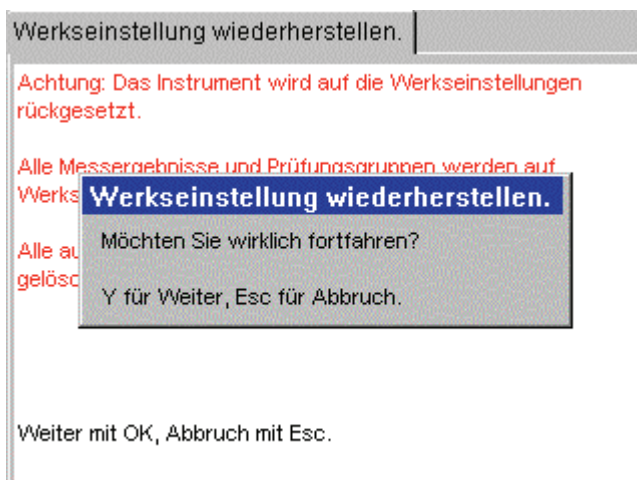 Werkseinstellung wiederherstellen.
Achtung: Das Instrument wird auf die Werkseinstellungen
rückgesetzt.
Alle Messergebnisse und Prüfungsgruppen werden auf
Werkseinstellung wiederherstellen.
Möchten Sie wirklich fortfahren?
Alle
Y für Weiter, Esc für Abbruch.
Weiter mit OK, Abbruch mit Esc.